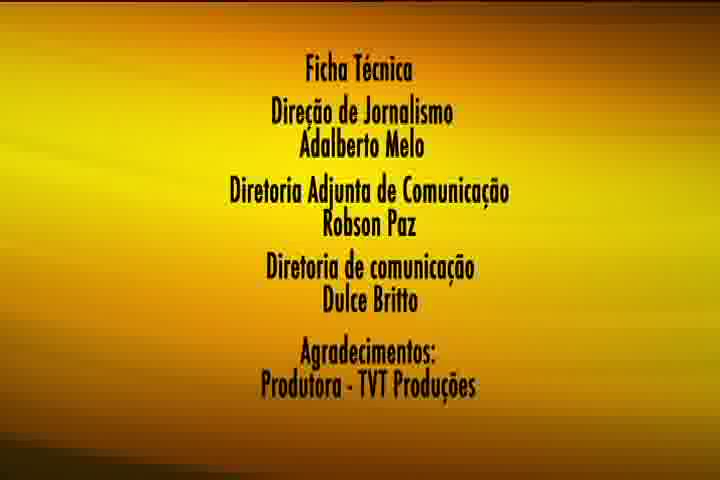 Ficha Técnica
Direção de Jornalismo
Adalberto Melo
Diretoria Adjunta de Comunicação
Robson Paz
Diretoria de comunicação
Dulce Britto
Agradecimentos:
Produtora - TVT Produções